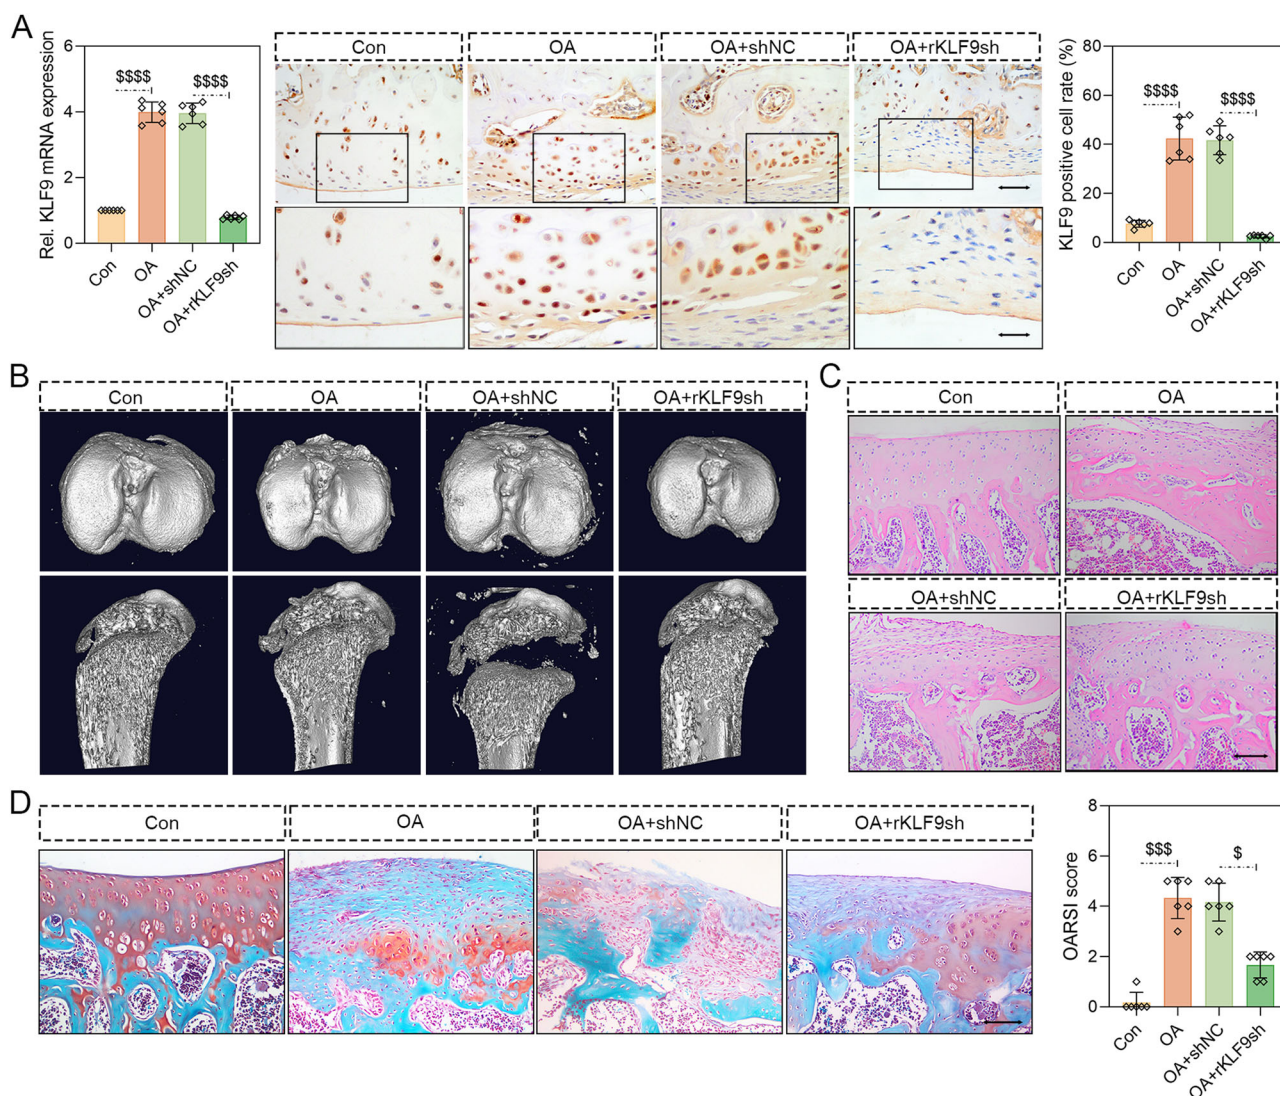 A
Rel. KLF9 mRNA expression
6
4
2
0
$$$$
$$$$
Con
OA
OA+shNC
OA+rKLF9sh
Con
OA
OA+shNC
OA+rKLF9sh
KLF9 positive cell rate (%)
80
60
40
20
0
$$$$
$$$$
Con
OA
OA+shNC
OA+rKLF9sh
B
Con
OA
OA+shNC
OA+rKLF9sh
C
Con
OA
OA+shNC
OA+rKLF9sh
D
Con
OA
OA+shNC
OA+rKLF9sh
OARSI score
8
6
4
2
0
$$$
$
Con
OA
OA+shNC
OA+rKLF9sh